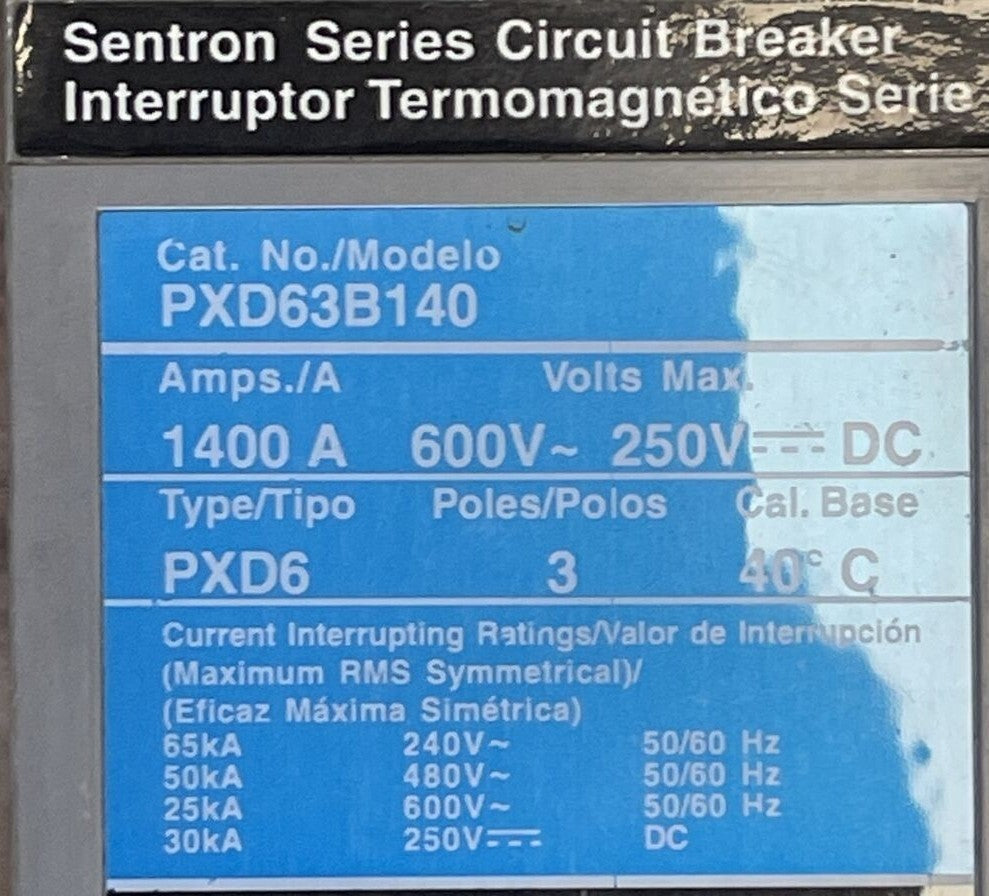 Sentron Series Circuit Breaker
Interruptor Termomagnético Serie
Cat. No./Modelo
PXD63B140
Amps./A Volts Max.
1400 A 600V~ 250V⎓ DC
Type/Tipo Poles/Polos Cal. Base
PXD6 3 40° C
Current Interrupting Ratings/Valor de Interrupción
(Maximum RMS Symmetrical)/
(Eficaz Máxima Simétrica)
65kA 240V~ 50/60 Hz
50kA 480V~ 50/60 Hz
25kA 600V~ 50/60 Hz
30kA 250V⎓ DC